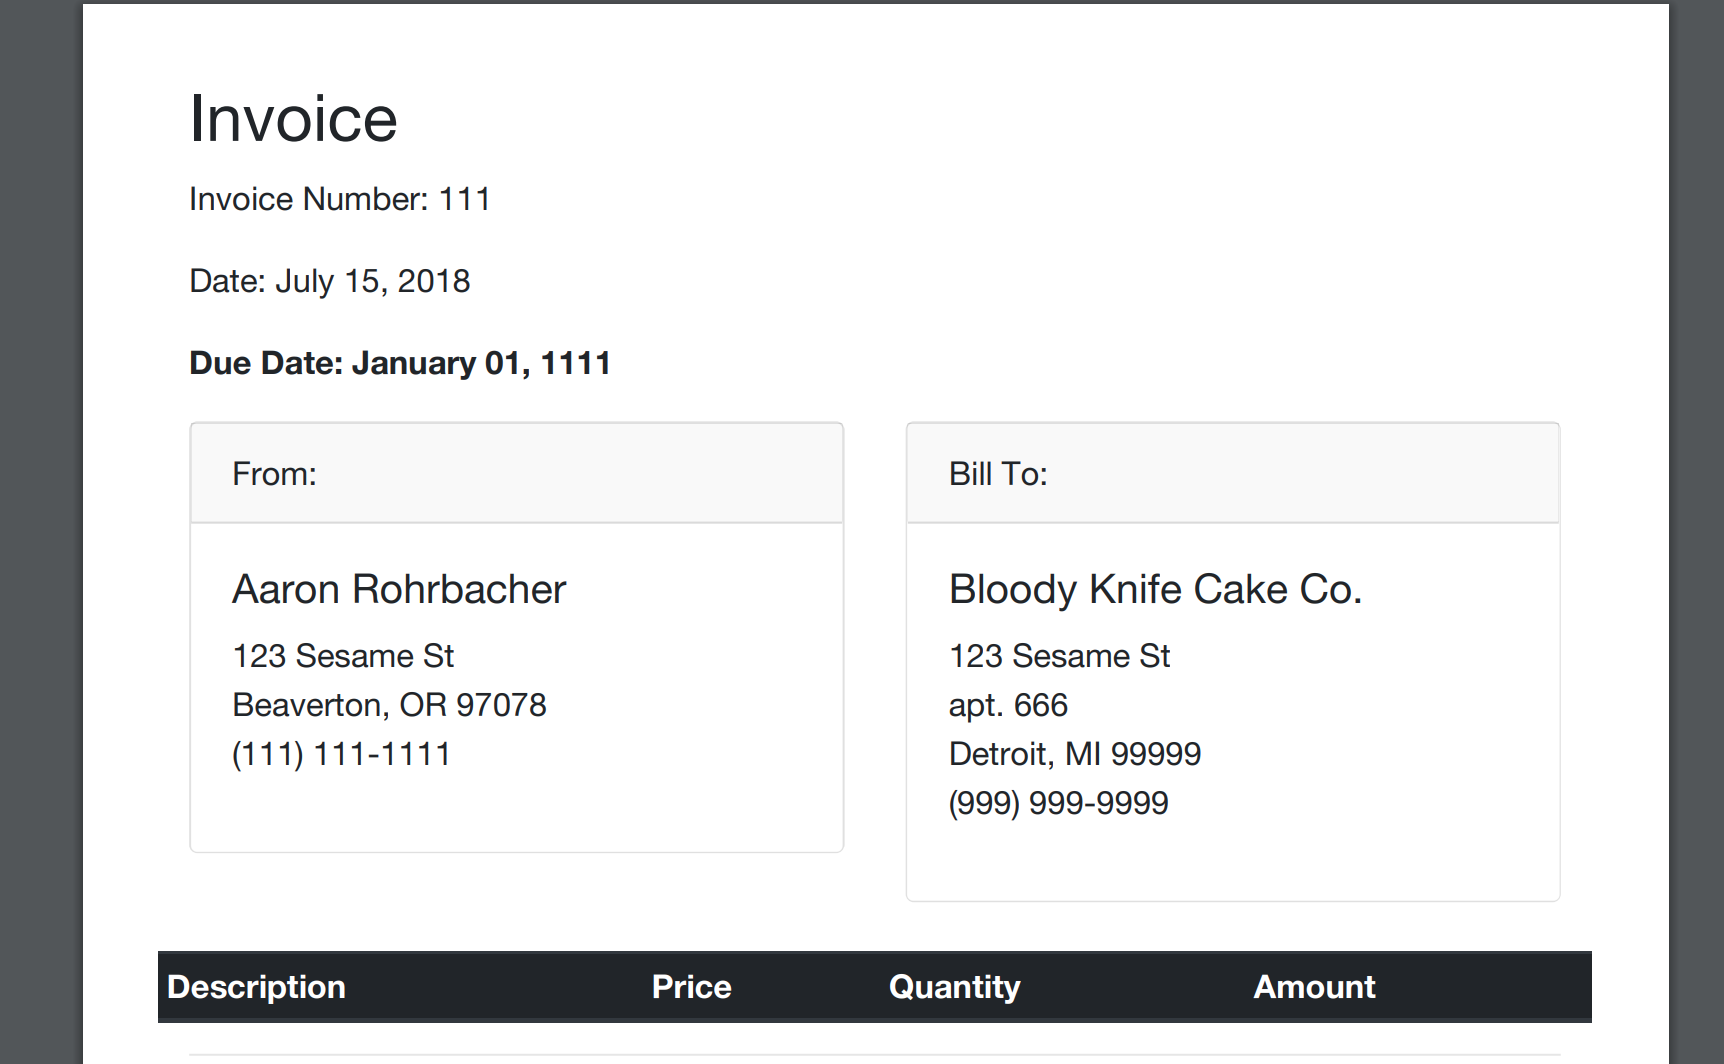 Invoice
Invoice Number: 111
Date: July 15, 2018
Due Date: January 01, 1111
From:
Aaron Rohrbacher
123 Sesame St
Beaverton, OR 97078
(111) 111-1111
Bill To:
Bloody Knife Cake Co.
123 Sesame St
apt. 666
Detroit, MI 99999
(999) 999-9999
Description Price Quantity Amount